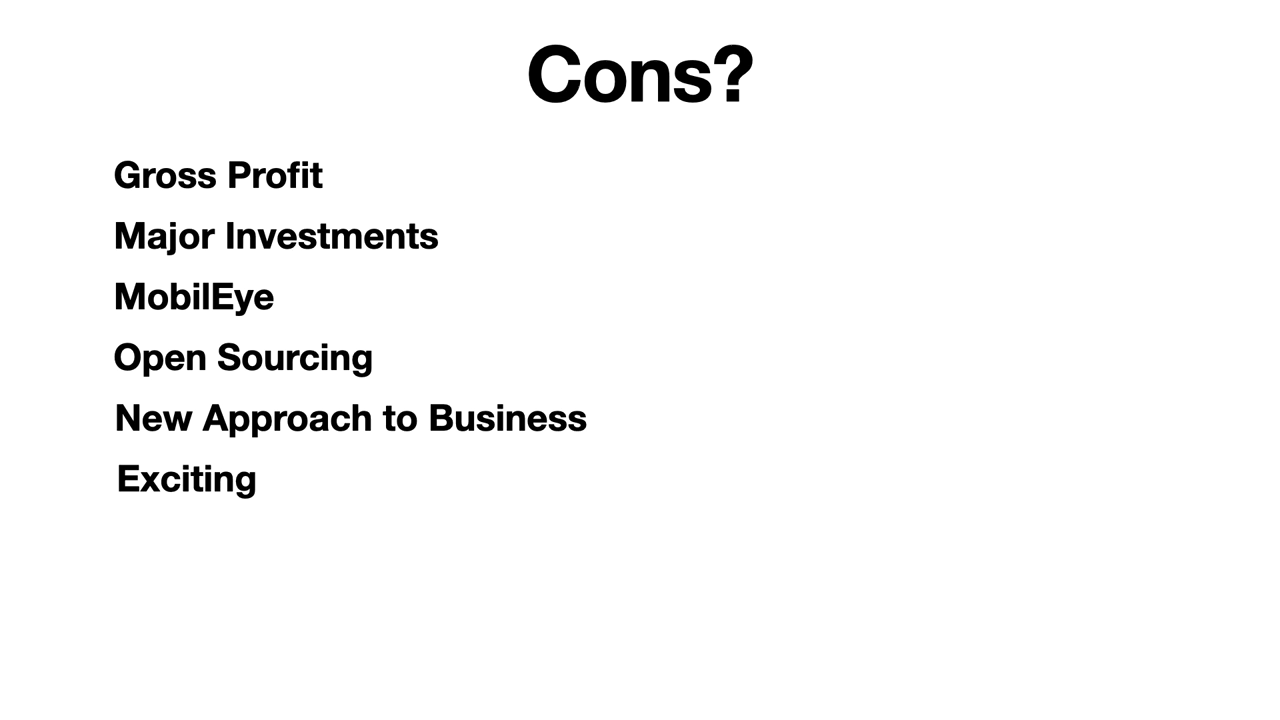 Cons?
Gross Profit
Major Investments
MobilEye
Open Sourcing
New Approach to Business
Exciting